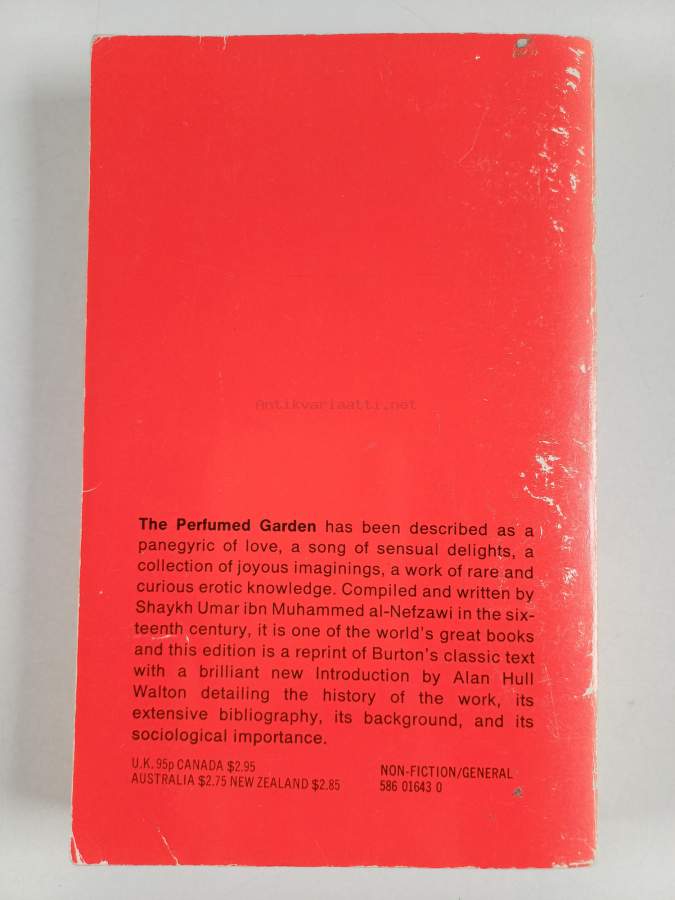 Antikvariaatti.net
The Perfumed Garden has been described as a
panegyric of love, a song of sensual delights, a
collection of joyous imaginings, a work of rare and
curious erotic knowledge. Compiled and written by
Shaykh Umar ibn Muhammed al-Nefzawi in the six-
teenth century, it is one of the world's great books
and this edition is a reprint of Burton's classic text
with a brilliant new Introduction by Alan Hull
Walton detailing the history of the work, its
extensive bibliography, its background, and its
sociological importance.
U.K. 95p CANADA $2.95
AUSTRALIA $2.75 NEW ZEALAND $2.85
NON-FICTION/GENERAL
586 01643 0